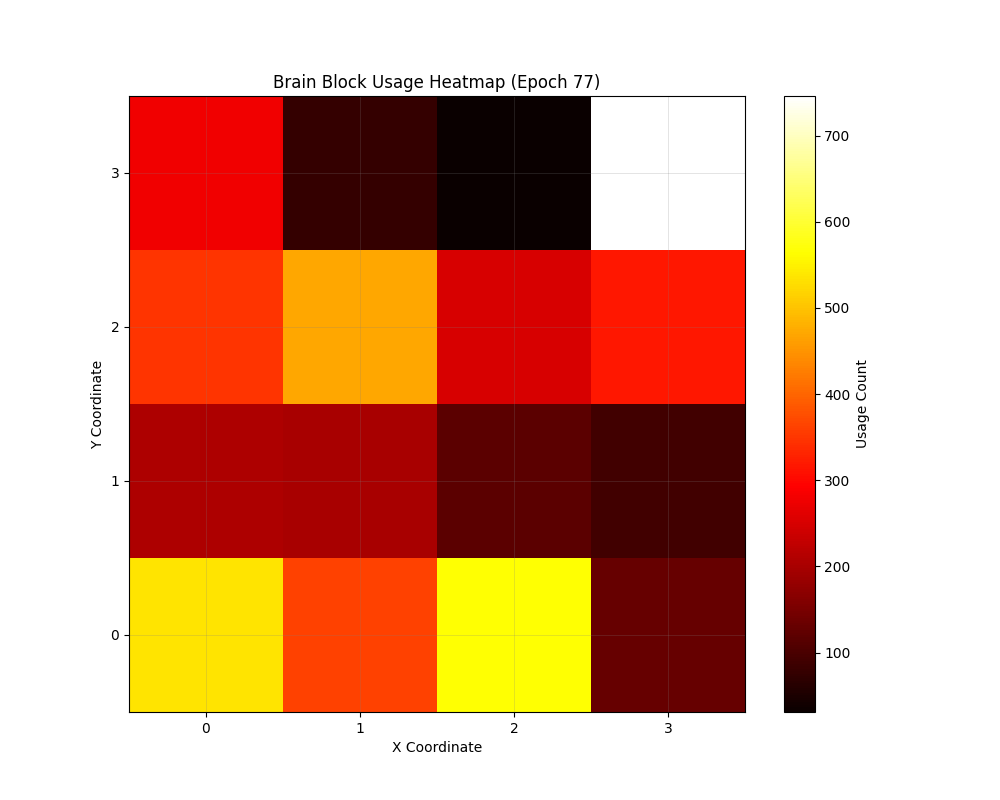 Brain Block Usage Heatmap (Epoch 77)
3
2
1
0
Y Coordinate
0 1 2 3
X Coordinate
700
600
500
400
300
200
100
Usage Count